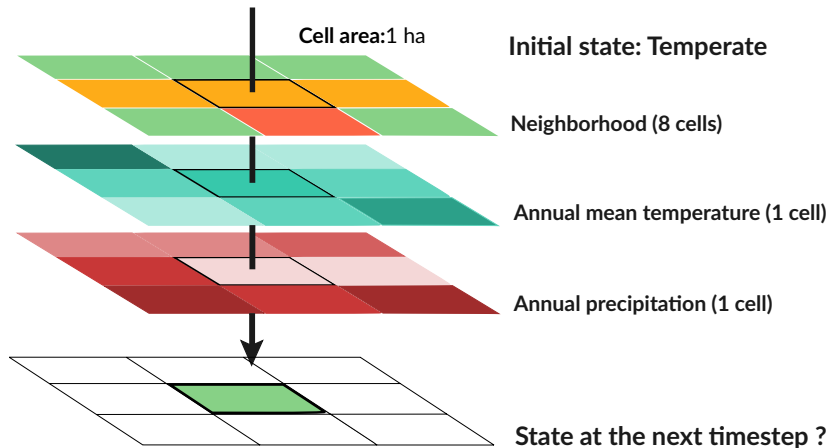 Cell area:1 ha
Initial state: Temperate
Neighborhood (8 cells)
Annual mean temperature (1 cell)
Annual precipitation (1 cell)
State at the next timestep ?